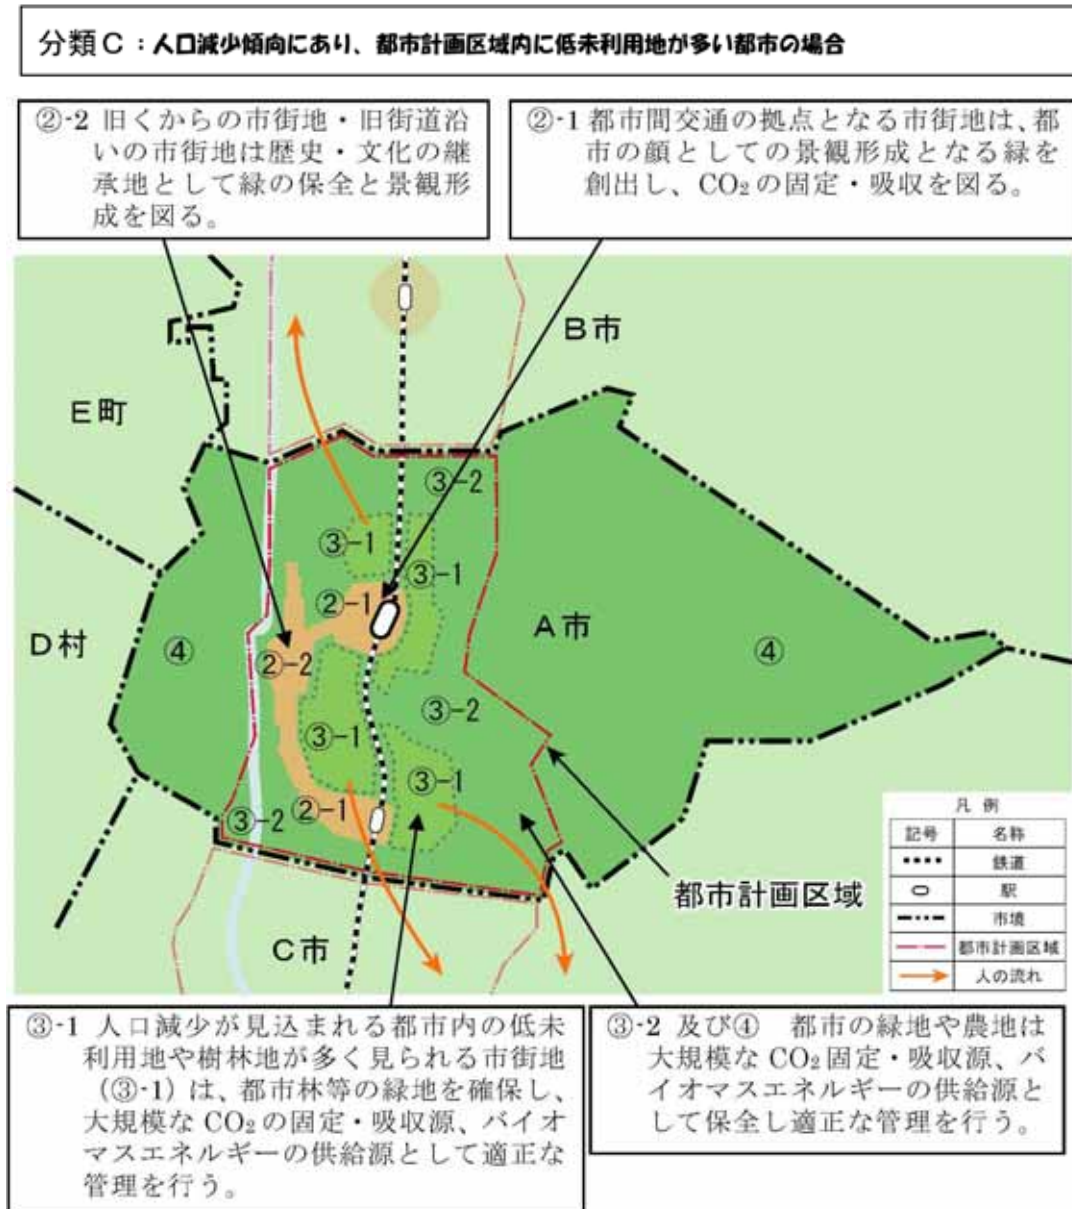 分類C：人口減少傾向にあり、都市計画区域内に低未利用地が多い都市の場合
②-2 旧くからの市街地・旧街道沿
いの市街地は歴史・文化の継
承地として緑の保全と景観形
成を図る。
②-1 都市間交通の拠点となる市街地は、都
市の顔としての景観形成となる緑を
創出し、CO₂の固定・吸収を図る。
B市
E町
③-2
③-1
③-1
②-1
A市
D村
④
②-2
④
③-2
③-1
③-1
②-1
③-2
都市計画区域
C市
凡 例
記号 名称
鉄道
駅
市境
都市計画区域
人の流れ
③-1 人口減少が見込まれる都市内の低未
利用地や樹林地が多く見られる市街地
（③-1）は、都市林等の緑地を確保し、
大規模な CO₂の固定・吸収源、バイオ
マスエネルギーの供給源として適正な
管理を行う。
③-2 及び④ 都市の緑地や農地は
大規模な CO₂固定・吸収源、バ
イオマスエネルギーの供給源と
して保全し適正な管理を行う。